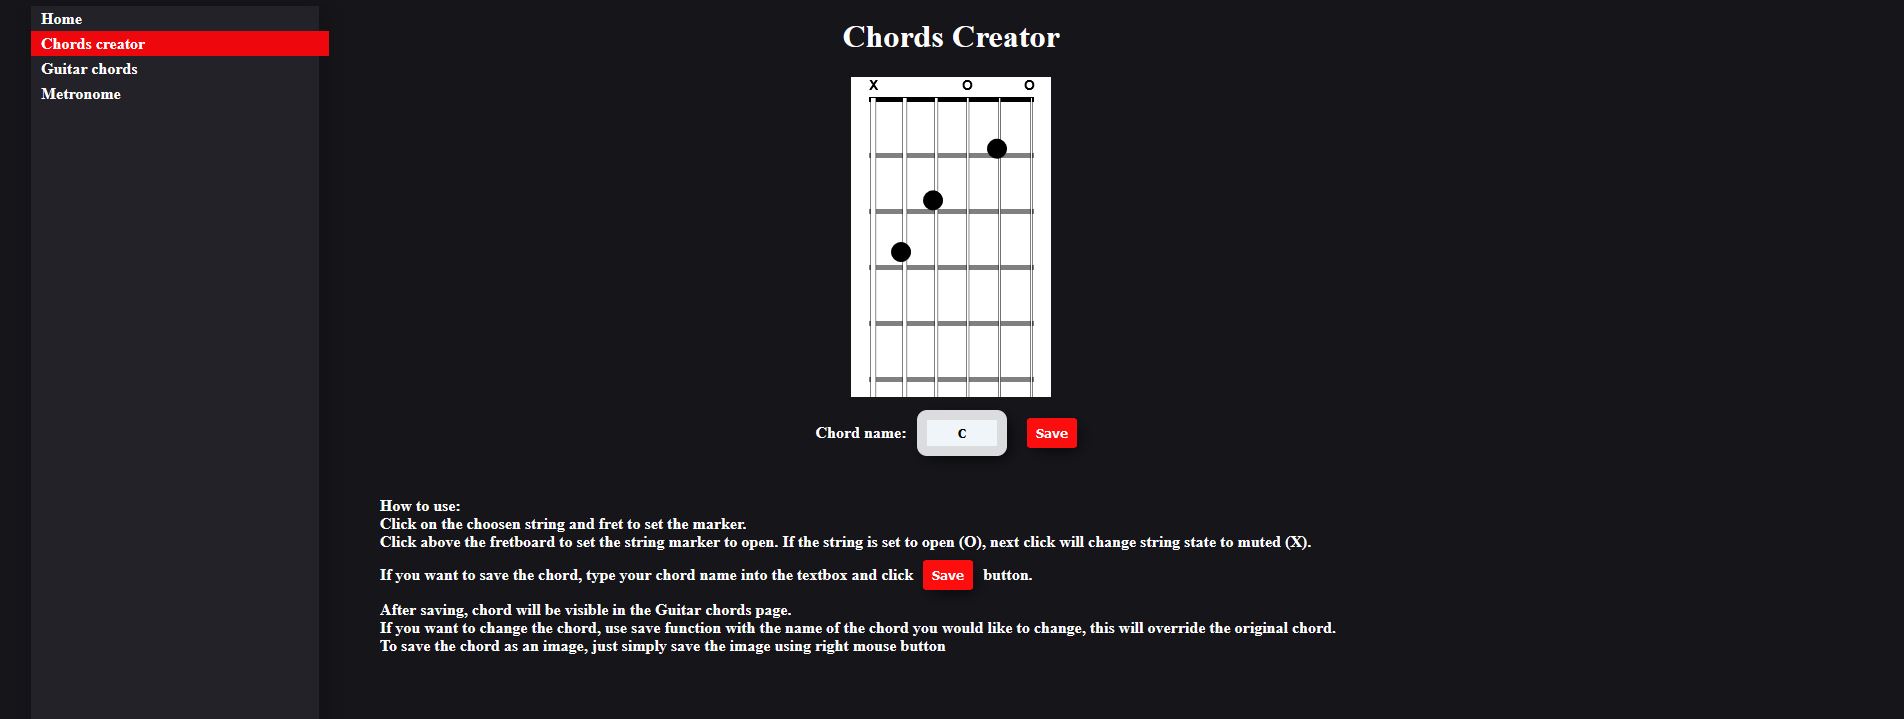 Home
Chords creator
Guitar chords
Metronome
Chords Creator
X O O
Chord name: C Save
How to use:
Click on the choosen string and fret to set the marker.
Click above the fretboard to set the string marker to open. If the string is set to open (O), next click will change string state to muted (X).
If you want to save the chord, type your chord name into the textbox and click Save button.
After saving, chord will be visible in the Guitar chords page.
If you want to change the chord, use save function with the name of the chord you would like to change, this will override the original chord.
To save the chord as an image, just simply save the image using right mouse button